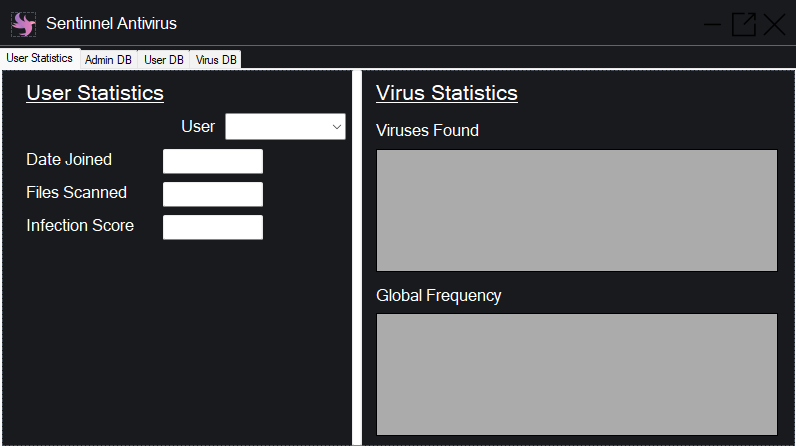 Sentinnel Antivirus
User Statistics
Admin DB
User DB
Virus DB
User Statistics
User
Date Joined
Files Scanned
Infection Score
Virus Statistics
Viruses Found
Global Frequency